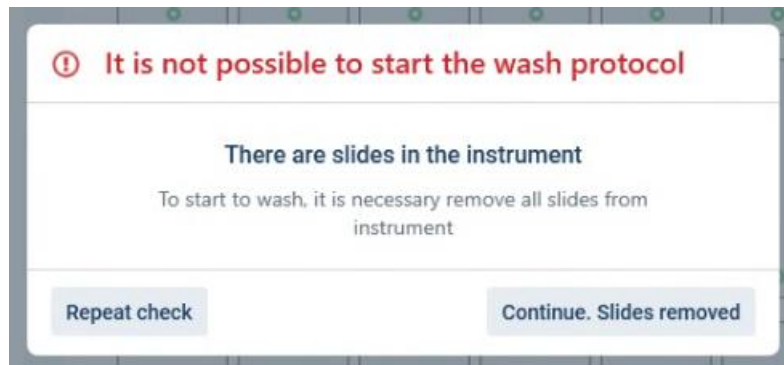 It is not possible to start the wash protocol
There are slides in the instrument
To start to wash, it is necessary remove all slides from
instrument
Repeat check
Continue. Slides removed